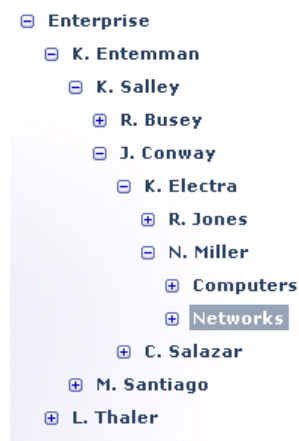 Enterprise
K. Entemman
K. Salley
R. Busey
J. Conway
K. Electra
R. Jones
N. Miller
Computers
Networks
C. Salazar
M. Santiago
L. Thaler